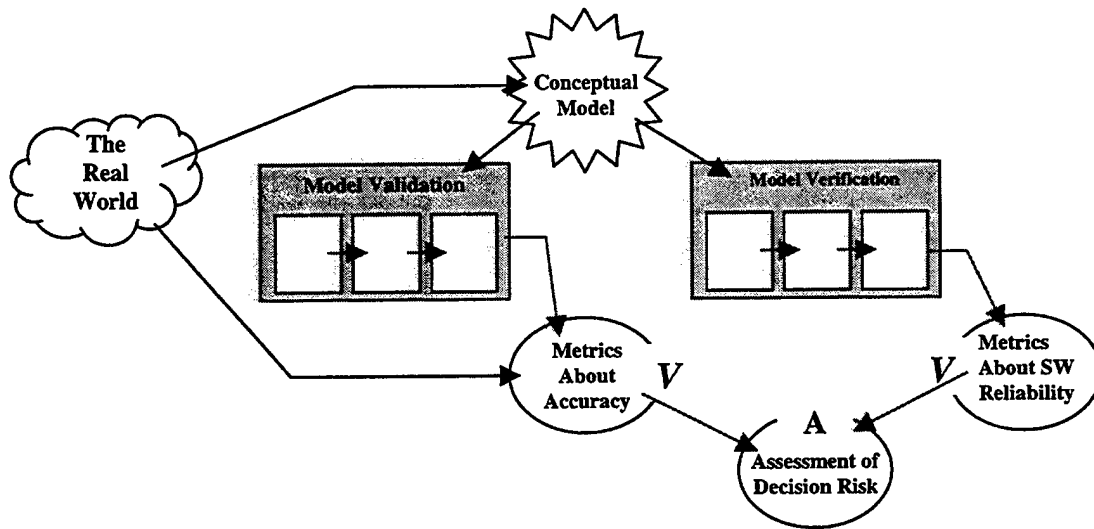 Conceptual
Model
The
Real
World
Model Validation
Model Verification
Metrics
About
Accuracy
V
V
Metrics
About SW
Reliability
A
Assessment of
Decision Risk